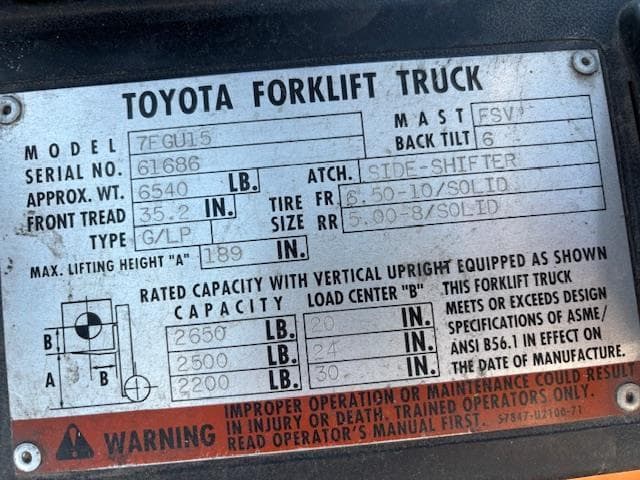 TOYOTA FORKLIFT TRUCK
MODEL 7FGU15 MAST FSV
SERIAL NO. 61686 BACK TILT 6
APPROX. WT. 6540 LB. ATCH. SIDE-SHIFTER
FRONT TREAD 35.2 IN. TIRE SIZE FR 6.50-10/SOLID
TYPE G/LP RR 5.00-8/SOLID
MAX. LIFTING HEIGHT "A" 189 IN.
RATED CAPACITY WITH VERTICAL UPRIGHT EQUIPPED AS SHOWN
CAPACITY LOAD CENTER "B"
2650 LB. 20 IN.
2500 LB. 24 IN.
2200 LB. 30 IN.
B
A
B
THIS FORKLIFT TRUCK
MEETS OR EXCEEDS DESIGN
SPECIFICATIONS OF ASME/
ANSI B56.1 IN EFFECT ON
THE DATE OF MANUFACTURE.
WARNING
IMPROPER OPERATION OR MAINTENANCE COULD RESULT
IN INJURY OR DEATH. TRAINED OPERATORS ONLY.
READ OPERATOR'S MANUAL FIRST. 57847-U2100-71